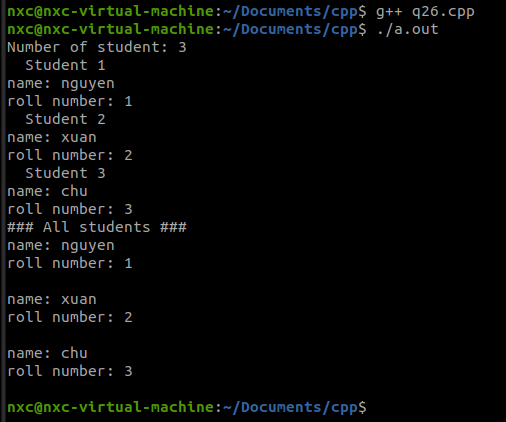 nxc@nxc-virtual-machine:~/Documents/cpp$ g++ q26.cpp
nxc@nxc-virtual-machine:~/Documents/cpp$ ./a.out
Number of student: 3
  Student 1
name: nguyen
roll number: 1
  Student 2
name: xuan
roll number: 2
  Student 3
name: chu
roll number: 3
### All students ###
name: nguyen
roll number: 1

name: xuan
roll number: 2

name: chu
roll number: 3

nxc@nxc-virtual-machine:~/Documents/cpp$